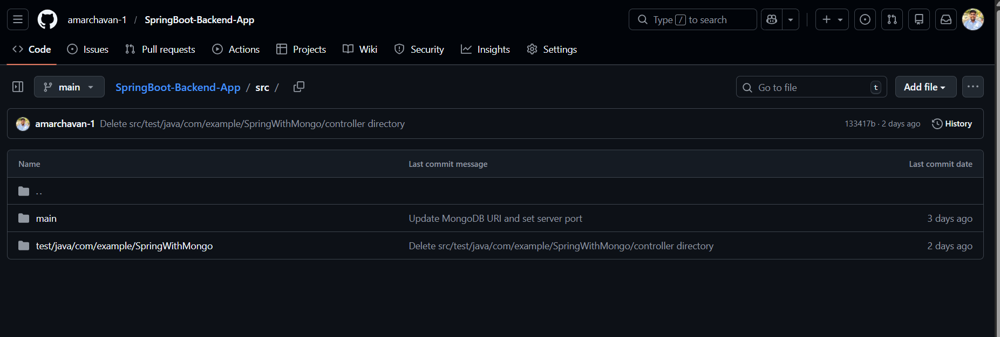 amarchavan-1 / SpringBoot-Backend-App
Type / to search
Code Issues Pull requests Actions Projects Wiki Security Insights Settings
main SpringBoot-Backend-App / src /
Go to file t Add file
amarchavan-1 Delete src/test/java/com/example/SpringWithMongo/controller directory 133417b · 2 days ago History
Name Last commit message Last commit date
..
main Update MongoDB URI and set server port 3 days ago
test/java/com/example/SpringWithMongo Delete src/test/java/com/example/SpringWithMongo/controller directory 2 days ago